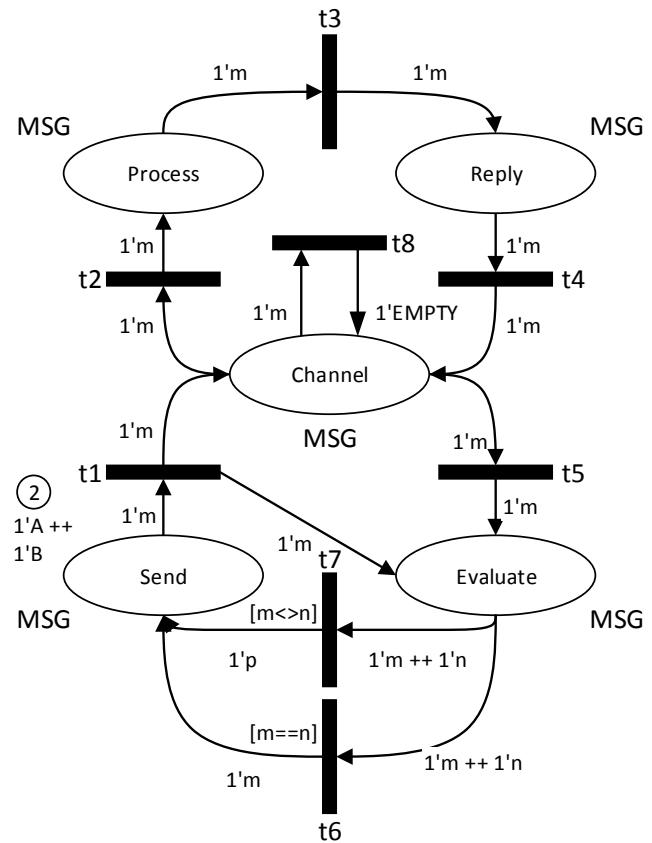 t3
1'm
1'm
MSG
MSG
Process
Reply
1'm
t8
1'm
t2
t4
1'm
1'm
1'EMPTY
1'm
Channel
1'm
MSG
1'm
t1
t5
2
1'm
1'm
1'A ++
1'B
1'm
t7
Send
Evaluate
MSG
[m<>n]
MSG
1'p
1'm ++ 1'n
[m==n]
1'm
1'm ++ 1'n
t6